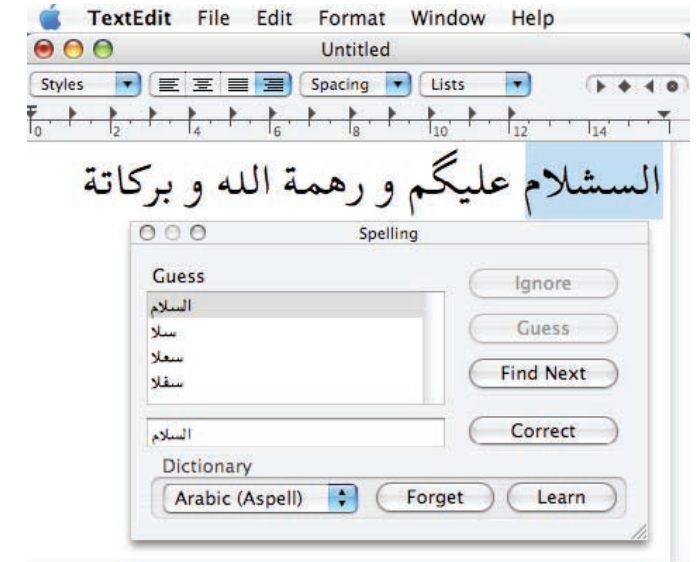 TextEdit File Edit Format Window Help
Untitled
Styles Spacing Lists
0 2 4 6 8 10 12 14
السشلام عليگم و رهمة الله و بركاتة
Spelling
Guess
السلام
سلا
سعلا
سقلا
Ignore
Guess
Find Next
السلام
Correct
Dictionary
Arabic (Aspell) Forget Learn